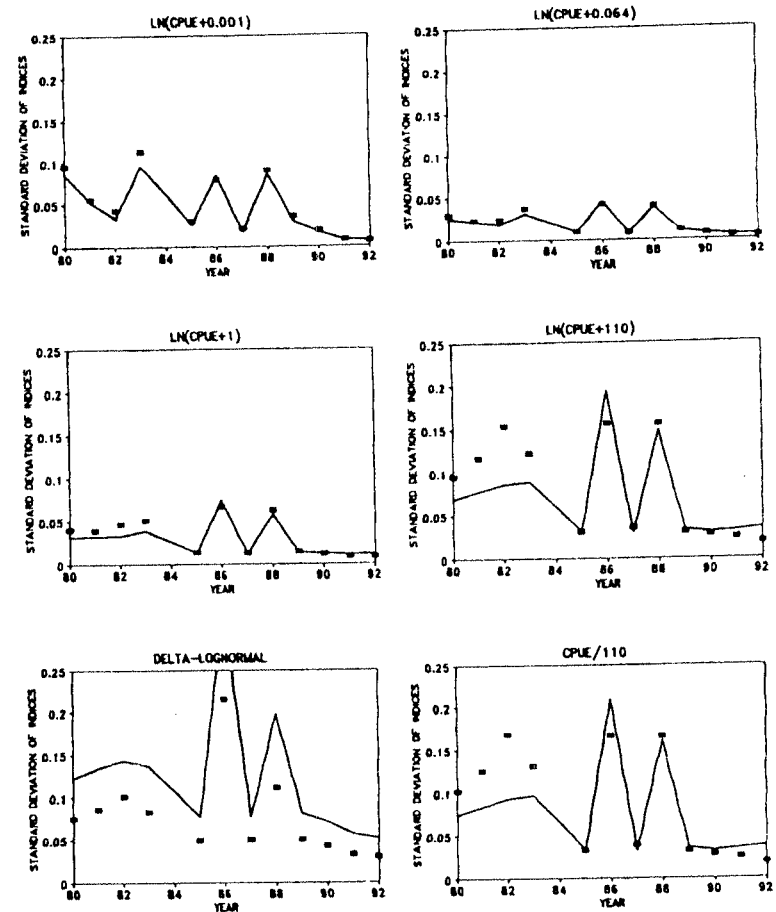 LN(CPUE+0.001)
0.25
0.2
0.15
0.1
0.05
0
STANDARD DEVIATION OF INDICES
80 82 84 86 88 90 92
YEAR
LN(CPUE+0.064)
0.25
0.2
0.15
0.1
0.05
0
STANDARD DEVIATION OF INDICES
80 82 84 86 88 90 92
YEAR
LN(CPUE+1)
0.25
0.2
0.15
0.1
0.05
0
STANDARD DEVIATION OF INDICES
80 82 84 86 88 90 92
YEAR
LN(CPUE+110)
0.25
0.2
0.15
0.1
0.05
0
STANDARD DEVIATION OF INDICES
80 82 84 86 88 90 92
YEAR
DELTA-LOGNORMAL
0.25
0.2
0.15
0.1
0.05
0
STANDARD DEVIATION OF INDICES
80 82 84 86 88 90 92
YEAR
CPUE/110
0.25
0.2
0.15
0.1
0.05
0
STANDARD DEVIATION OF INDICES
80 82 84 86 88 90 92
YEAR